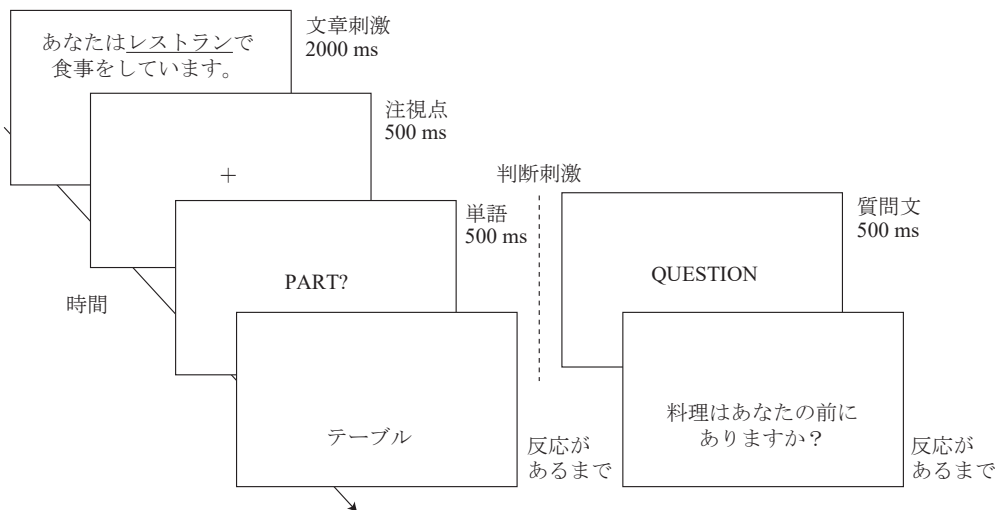 あなたはレストランで
食事をしています。
文章刺激
2000 ms
+
注視点
500 ms
時間
PART?
単語
500 ms
テーブル
反応が
あるまで
判断刺激
QUESTION
質問文
500 ms
料理はあなたの前に
ありますか？
反応が
あるまで